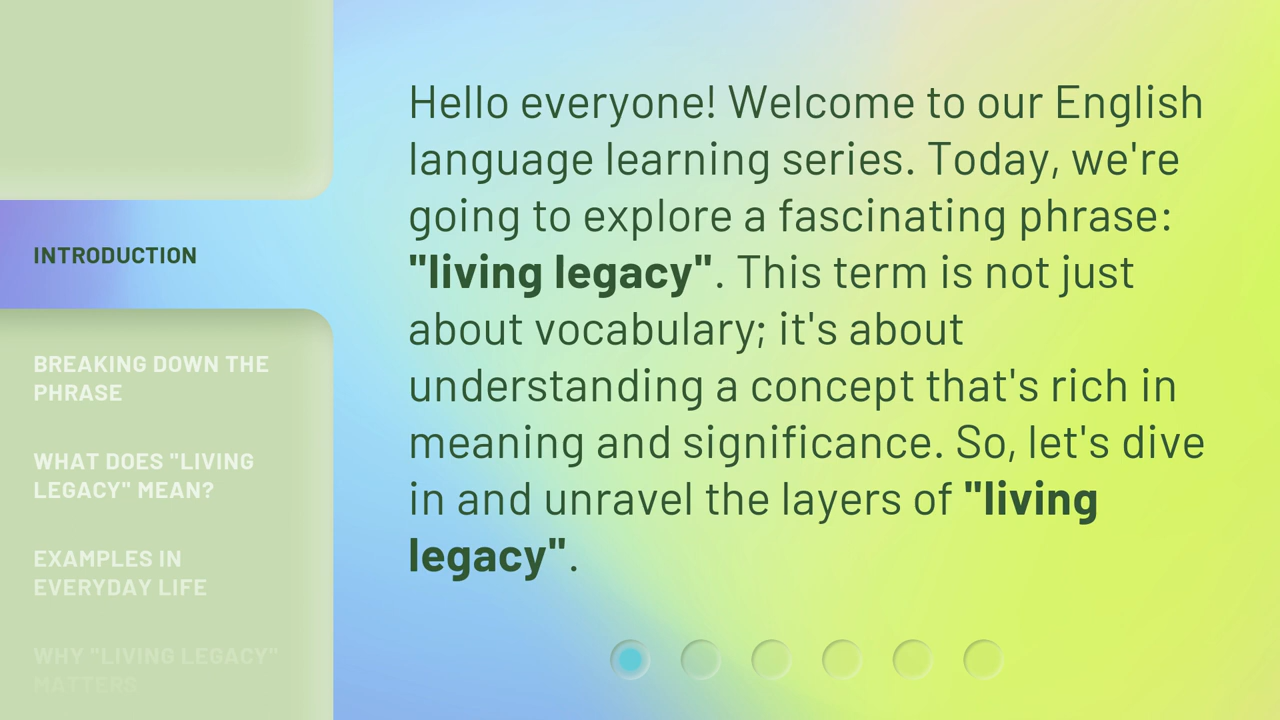 INTRODUCTION
BREAKING DOWN THE
PHRASE
WHAT DOES "LIVING
LEGACY" MEAN?
EXAMPLES IN
EVERYDAY LIFE
WHY "LIVING LEGACY"
MATTERS
Hello everyone! Welcome to our English
language learning series. Today, we're
going to explore a fascinating phrase:
"living legacy". This term is not just
about vocabulary; it's about
understanding a concept that's rich in
meaning and significance. So, let's dive
in and unravel the layers of "living
legacy".